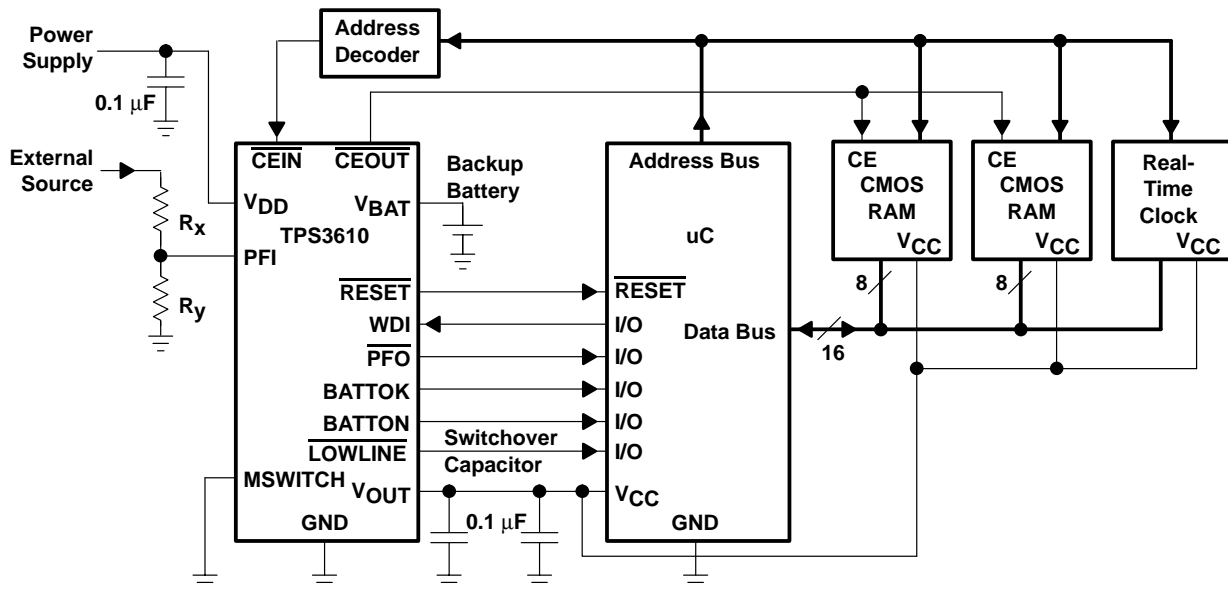 Power
Supply
0.1 μF
Address
Decoder
External
Source
Rx
Ry
CEIN
CEOUT
VDD
VBAT
TPS3610
PFI
RESET
WDI
PFO
BATTOK
BATTON
LOWLINE
MSWITCH
VOUT
GND
Backup
Battery
Switchover
Capacitor
0.1 μF
Address Bus
uC
RESET
I/O
Data Bus
I/O
I/O
I/O
I/O
VCC
GND
16
CE
CMOS
RAM
VCC
8
CE
CMOS
RAM
VCC
8
Real-
Time
Clock
VCC